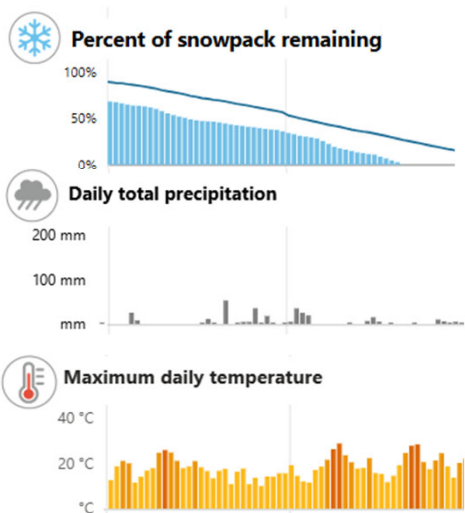 Percent of snowpack remaining
100%
50%
0%
Daily total precipitation
200 mm
100 mm
mm
Maximum daily temperature
40 °C
20 °C
°C